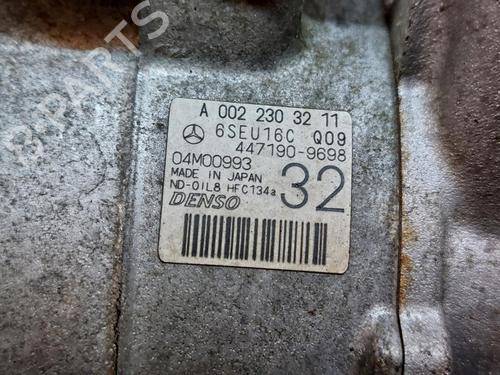 A 002 230 32 11
6SEU16C Q09
447190-9698
04M00993
MADE IN JAPAN
ND-OIL8 HFC134a
32
DENSO
B-Parts